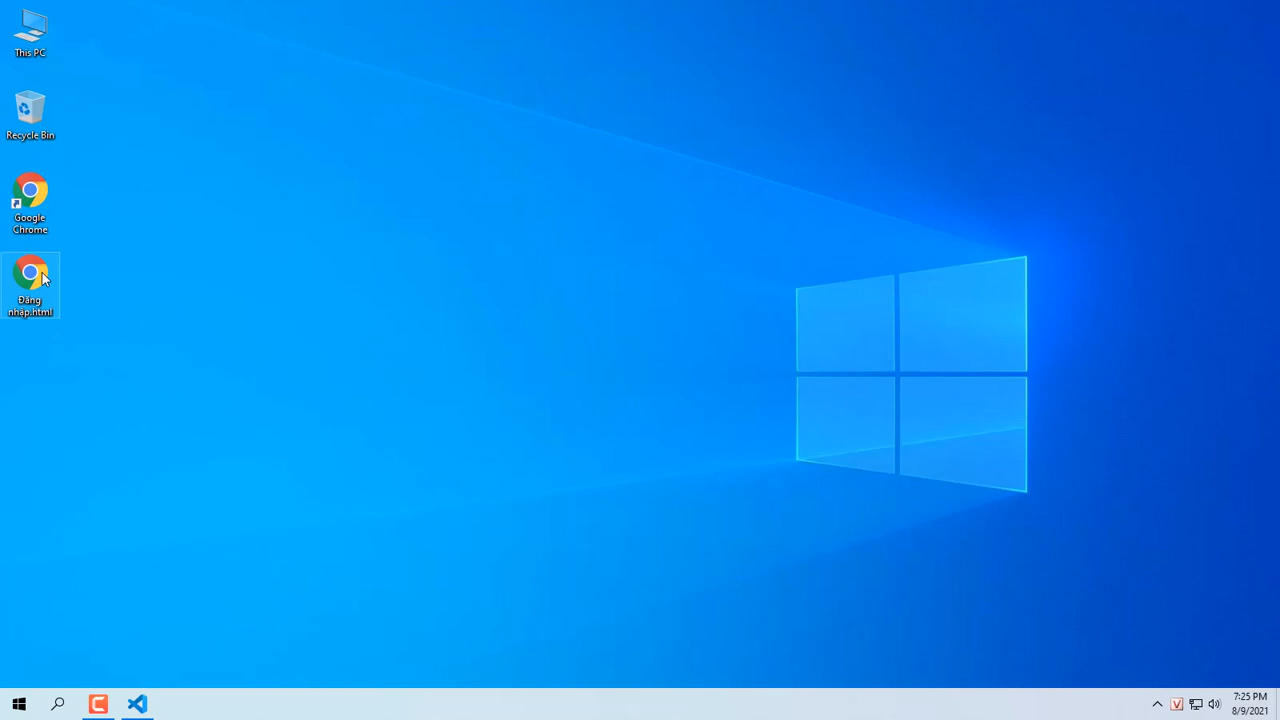 This PC
Recycle Bin
Google
Chrome
Đăng
nhập.html
V
7:25 PM
8/9/2021